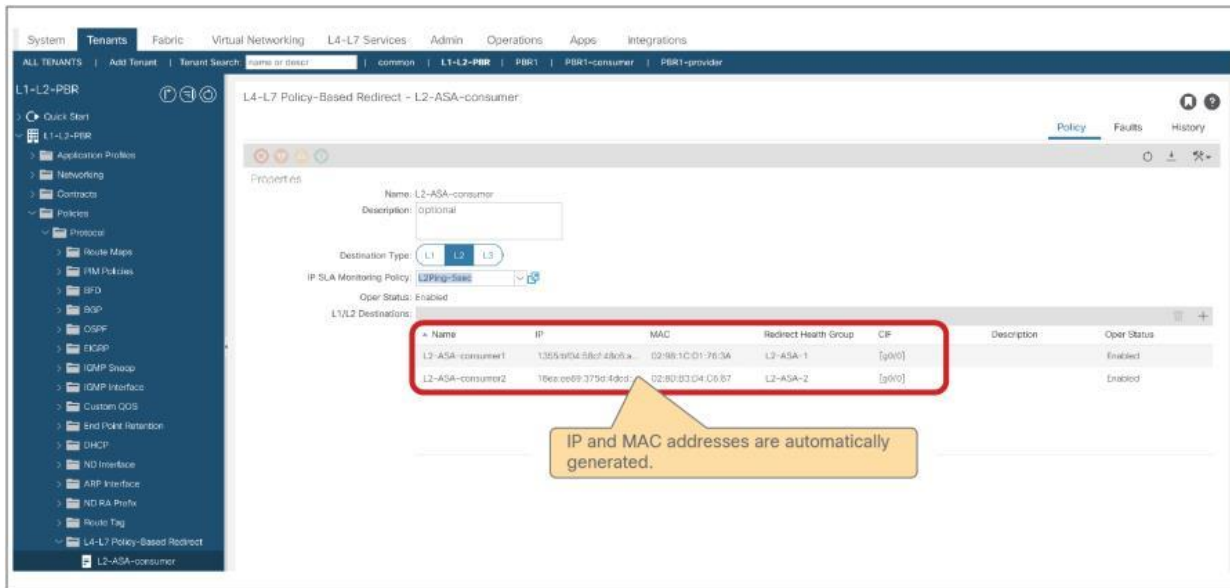 System Tenants Fabric Virtual Networking L4-L7 Services Admin Operations Apps Integrations
ALL TENANTS | Add Tenant | Tenant Search: name or descr | common | L1-L2-PBR | PBR1 | PBR1-consumer | PBR1-provider
L1-L2-PBR
Quick Start
L1-L2-PBR
Application Profiles
Networking
Contracts
Policies
Protocol
Route Maps
PIM Policies
BFD
BGP
OSPF
EIGRP
IGMP Snoop
IGMP Interface
Custom QOS
End Point Retention
DHCP
ND Interface
ARP Interface
ND RA Prefix
Route Tag
L4-L7 Policy-Based Redirect
L2-ASA-consumer
L4-L7 Policy-Based Redirect - L2-ASA-consumer
Policy Faults History
Properties
Name: L2-ASA-consumer
Description: optional
Destination Type: L1 L2 L3
IP SLA Monitoring Policy: L2Ping-5sec
Oper Status: Enabled
L1/L2 Destinations:
Name IP MAC Redirect Health Group CIF Description Oper Status
L2-ASA-consumer1 02:98:1C:01:76:3A L2-ASA-1 [g0/0] Enabled
L2-ASA-consumer2 L2-ASA-2 [g0/0] Enabled
IP and MAC addresses are automatically
generated.